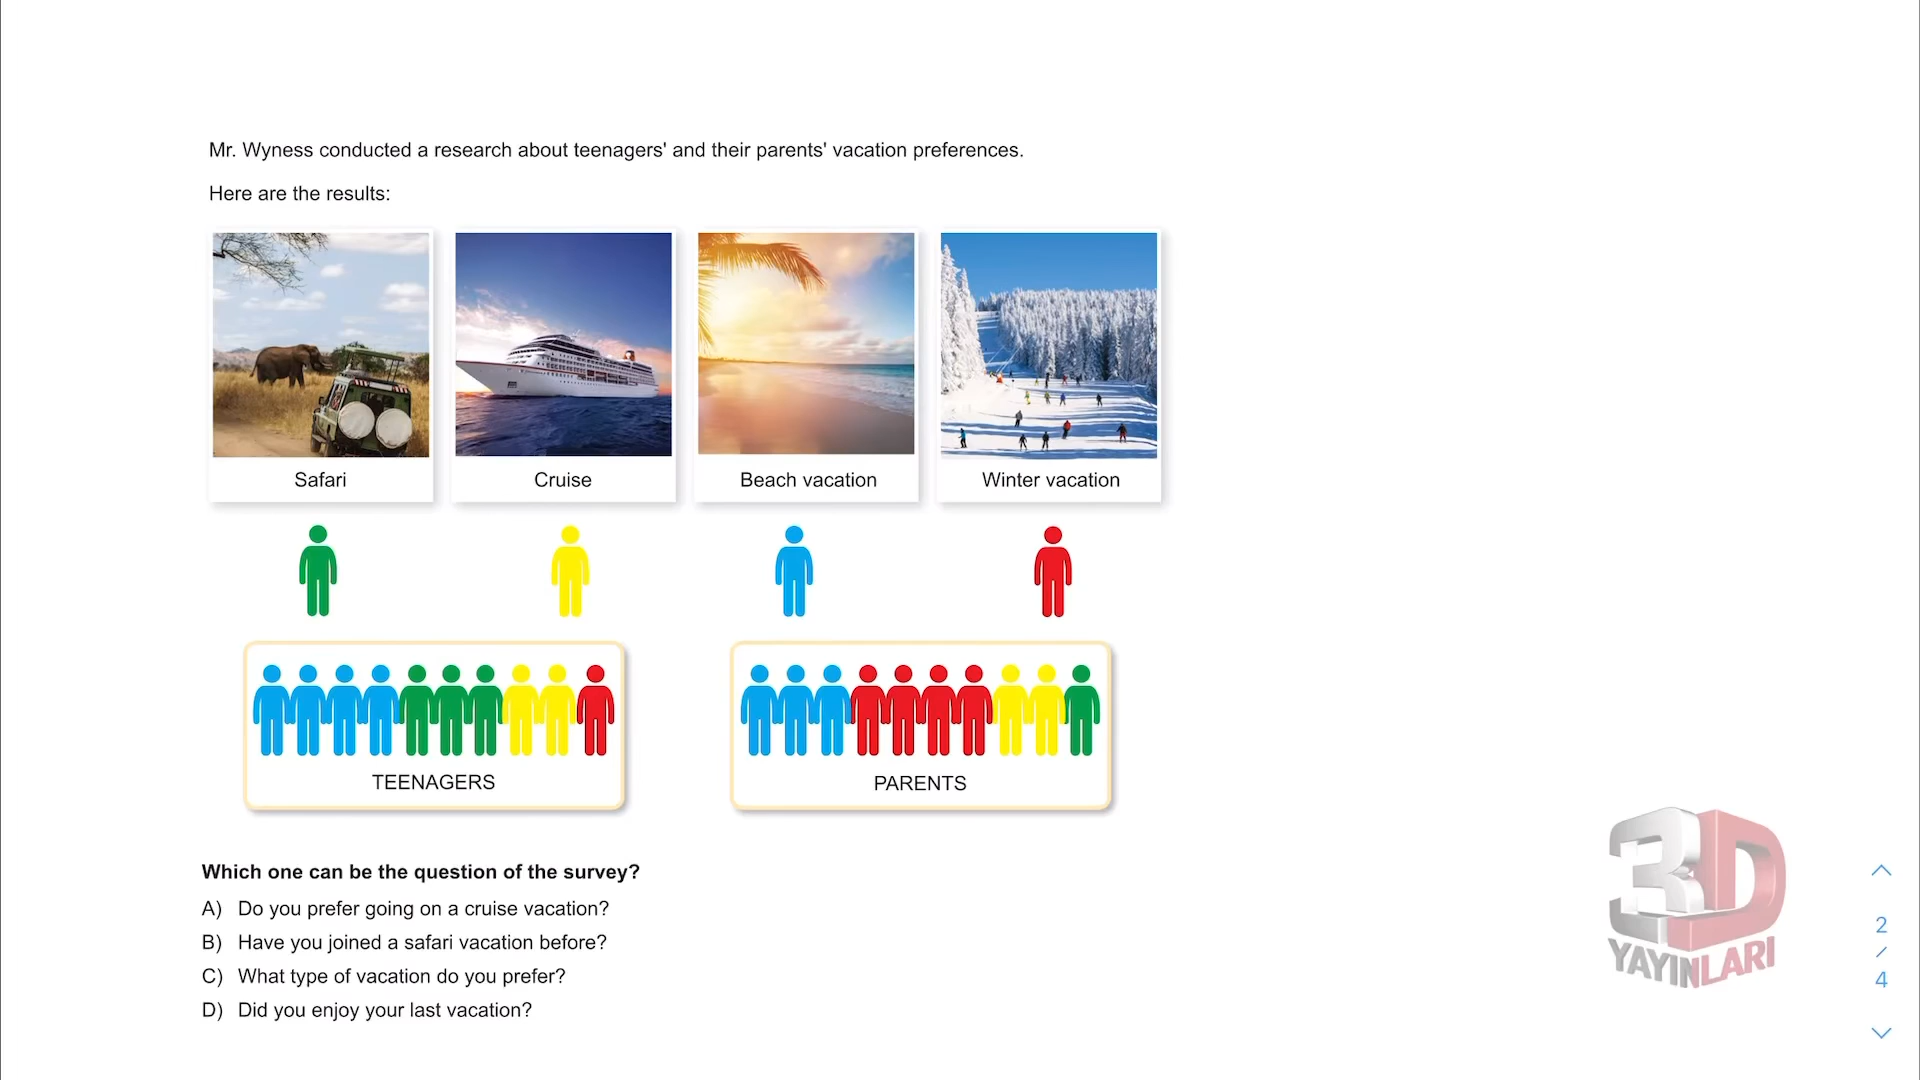 Mr. Wyness conducted a research about teenagers' and their parents' vacation preferences.
Here are the results:
Safari
Cruise
Beach vacation
Winter vacation
TEENAGERS
PARENTS
Which one can be the question of the survey?
A) Do you prefer going on a cruise vacation?
B) Have you joined a safari vacation before?
C) What type of vacation do you prefer?
D) Did you enjoy your last vacation?
3D
YAYINLARI
2
/
4